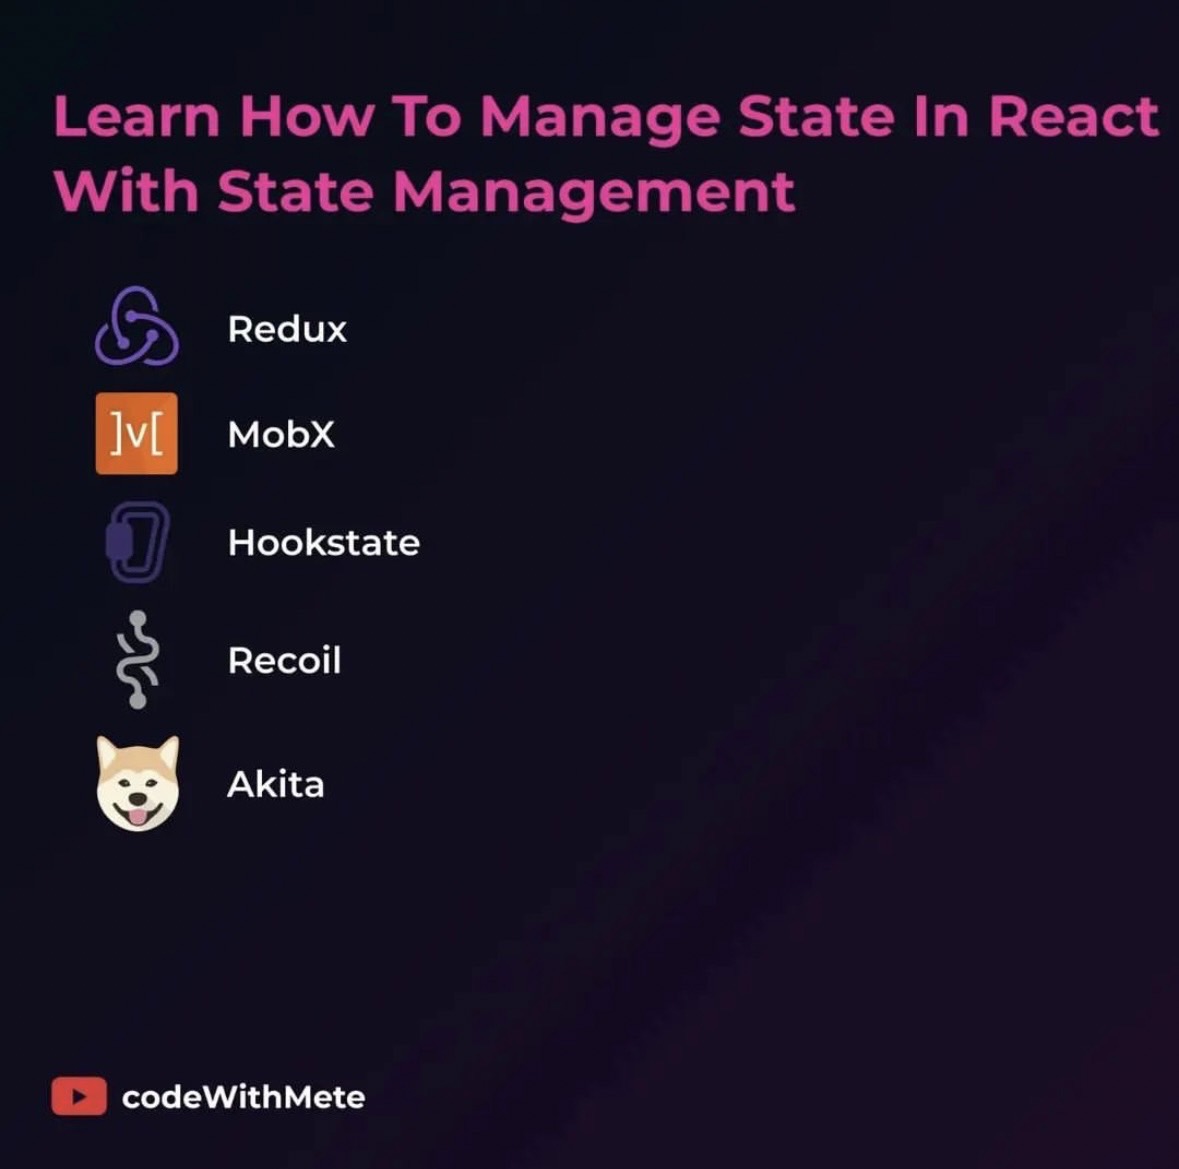 Learn How To Manage State In React
With State Management
Redux
]v[
MobX
Hookstate
Recoil
Akita
codeWithMete